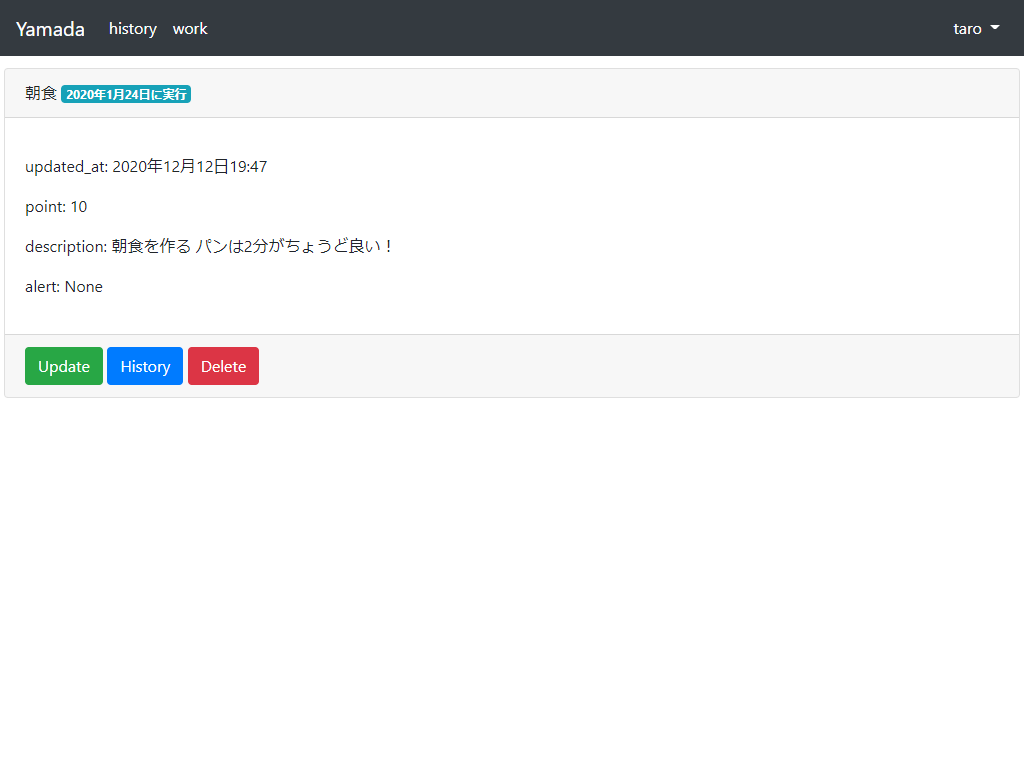 Yamada history work taro
朝食 2020年1月24日に実行
updated_at: 2020年12月12日19:47
point: 10
description: 朝食を作る パンは2分がちょうど良い！
alert: None
Update History Delete